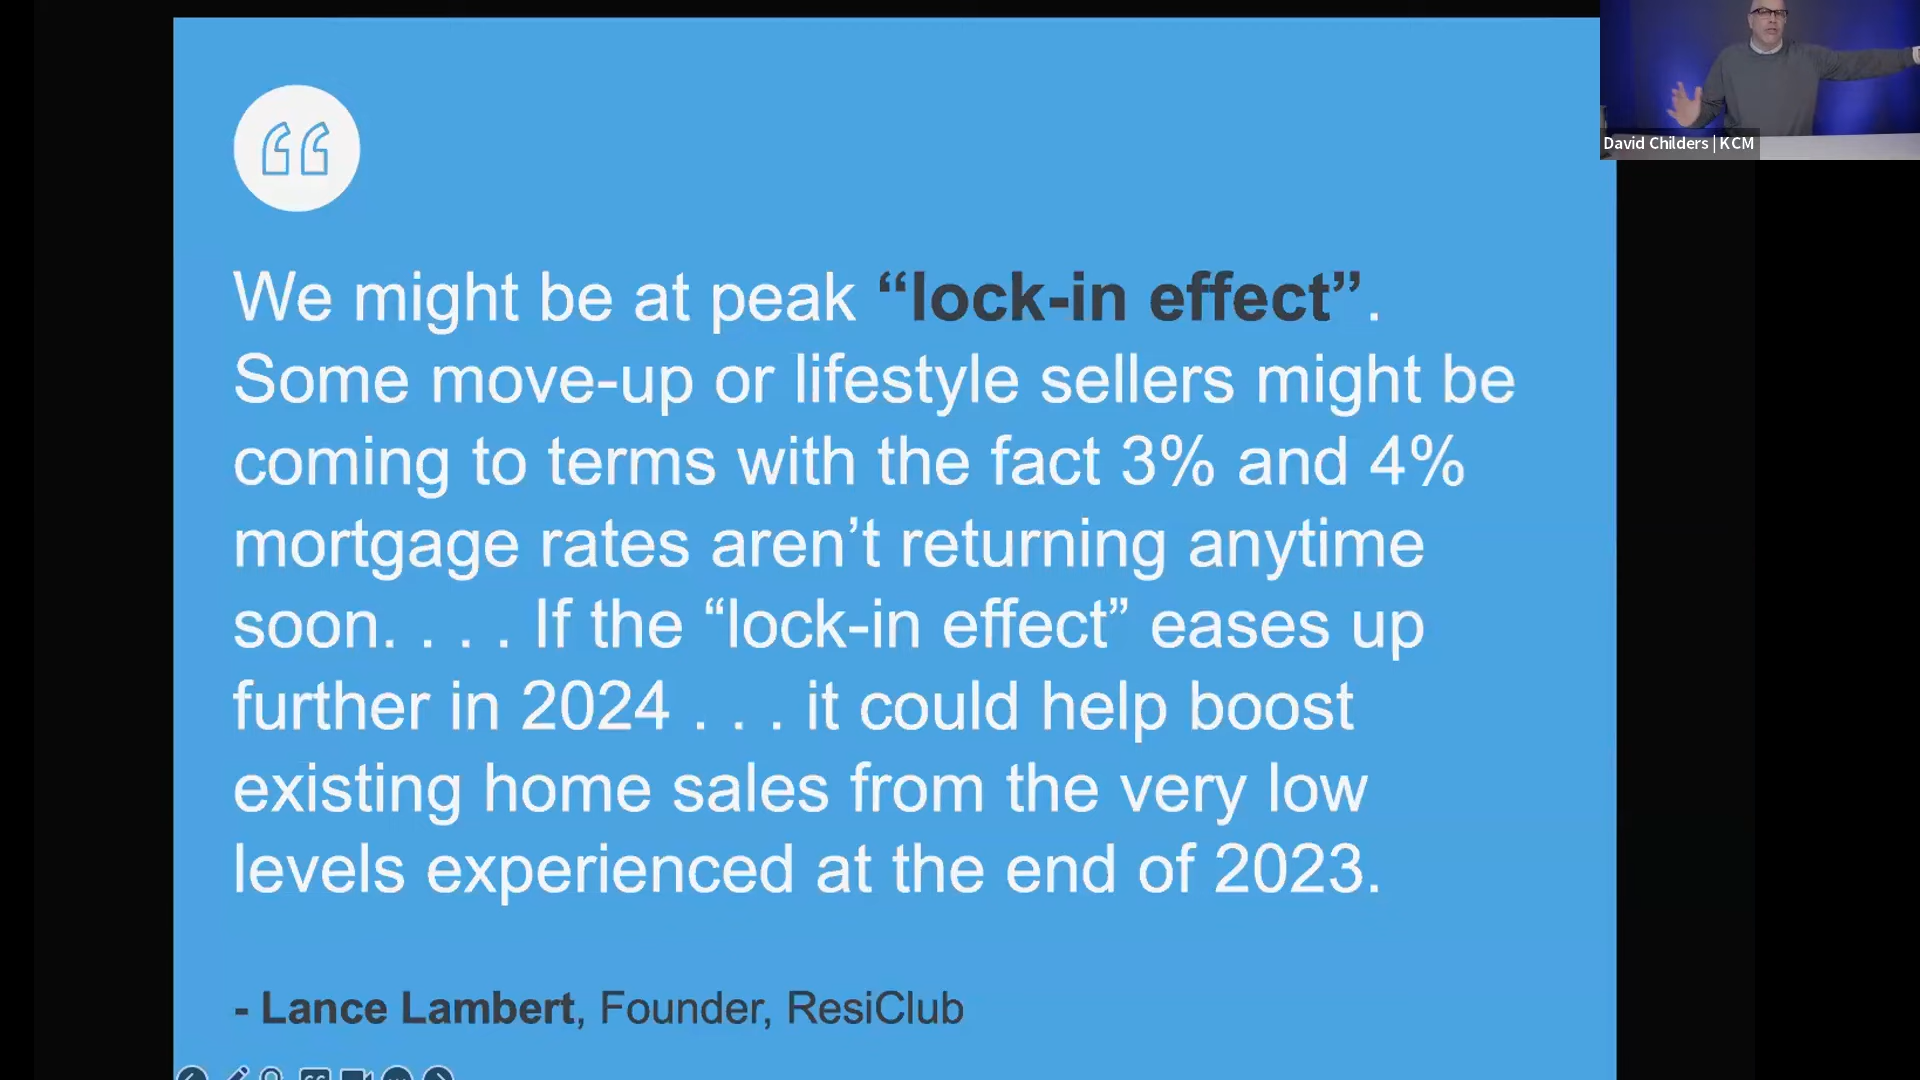 David Childers | KCM
“
We might be at peak “lock-in effect”.
Some move-up or lifestyle sellers might be
coming to terms with the fact 3% and 4%
mortgage rates aren’t returning anytime
soon. . . . If the “lock-in effect” eases up
further in 2024 . . . it could help boost
existing home sales from the very low
levels experienced at the end of 2023.
- Lance Lambert, Founder, ResiClub